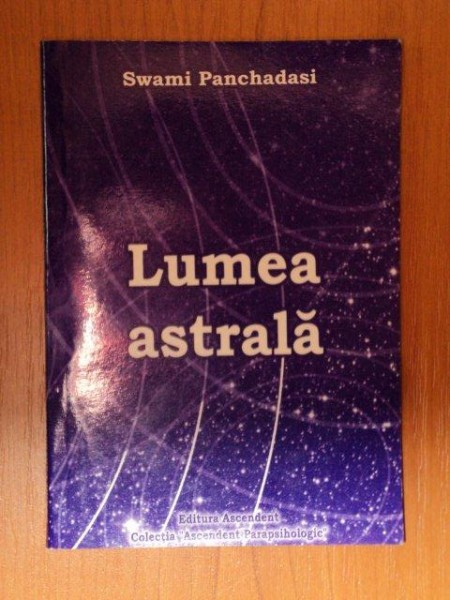 Swami Panchadasi
Lumea
astrală
Editura Ascendent
Colecția "Ascendent Parapsihologic"